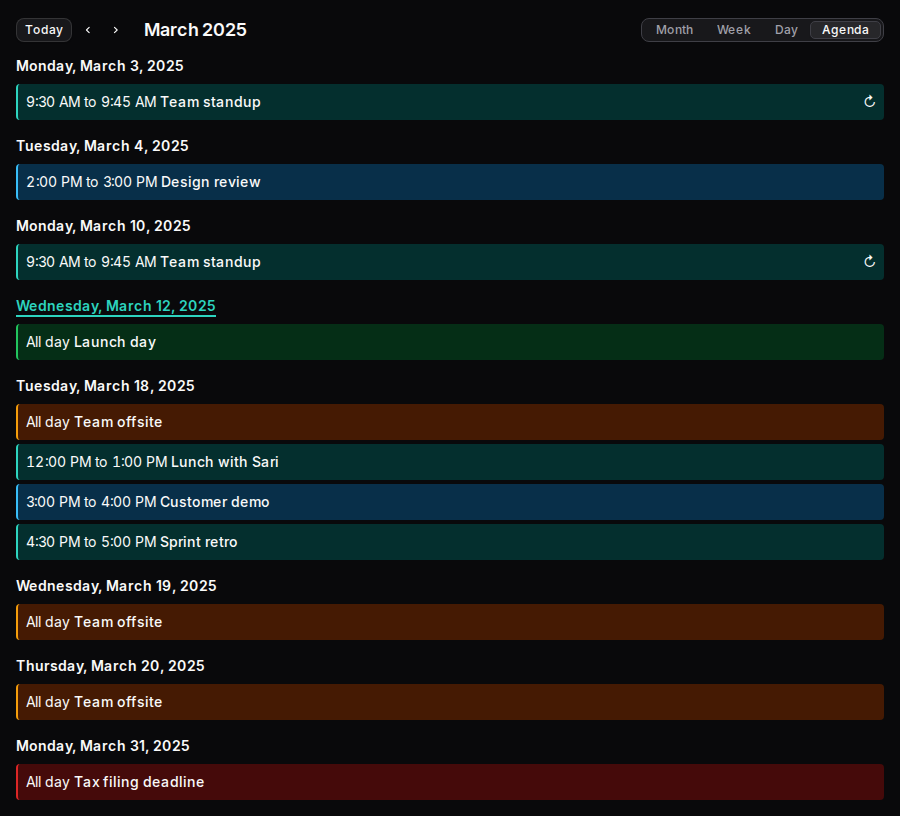 Today ‹ › March 2025 Month Week Day Agenda
Monday, March 3, 2025
9:30 AM to 9:45 AM Team standup ↻
Tuesday, March 4, 2025
2:00 PM to 3:00 PM Design review
Monday, March 10, 2025
9:30 AM to 9:45 AM Team standup ↻
Wednesday, March 12, 2025
All day Launch day
Tuesday, March 18, 2025
All day Team offsite
12:00 PM to 1:00 PM Lunch with Sari
3:00 PM to 4:00 PM Customer demo
4:30 PM to 5:00 PM Sprint retro
Wednesday, March 19, 2025
All day Team offsite
Thursday, March 20, 2025
All day Team offsite
Monday, March 31, 2025
All day Tax filing deadline